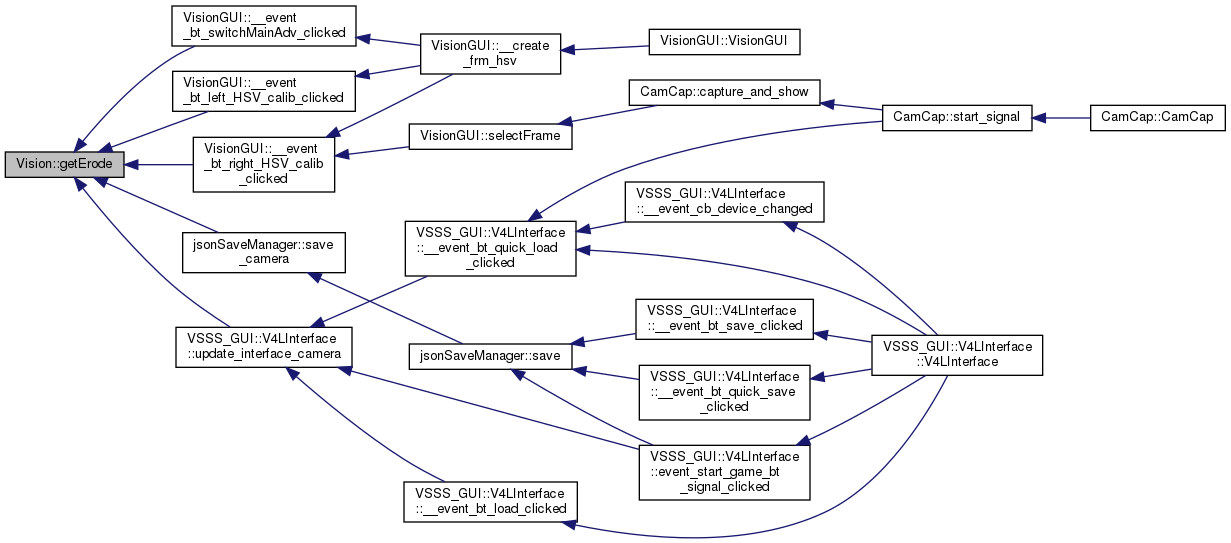 VisionGUI::__event
_bt_switchMainAdv_clicked
VisionGUI::__create
_frm_hsv
VisionGUI::VisionGUI
VisionGUI::__event
_bt_left_HSV_calib_clicked
CamCap::capture_and_show
CamCap::start_signal
CamCap::CamCap
VisionGUI::selectFrame
Vision::getErode
VisionGUI::__event
_bt_right_HSV_calib
_clicked
VSSS_GUI::V4LInterface
::__event_cb_device_changed
VSSS_GUI::V4LInterface
::__event_bt_quick_load
_clicked
jsonSaveManager::save
_camera
VSSS_GUI::V4LInterface
::__event_bt_save_clicked
VSSS_GUI::V4LInterface
::update_interface_camera
jsonSaveManager::save
VSSS_GUI::V4LInterface
::V4LInterface
VSSS_GUI::V4LInterface
::__event_bt_quick_save
_clicked
VSSS_GUI::V4LInterface
::event_start_game_bt
_signal_clicked
VSSS_GUI::V4LInterface
::__event_bt_load_clicked